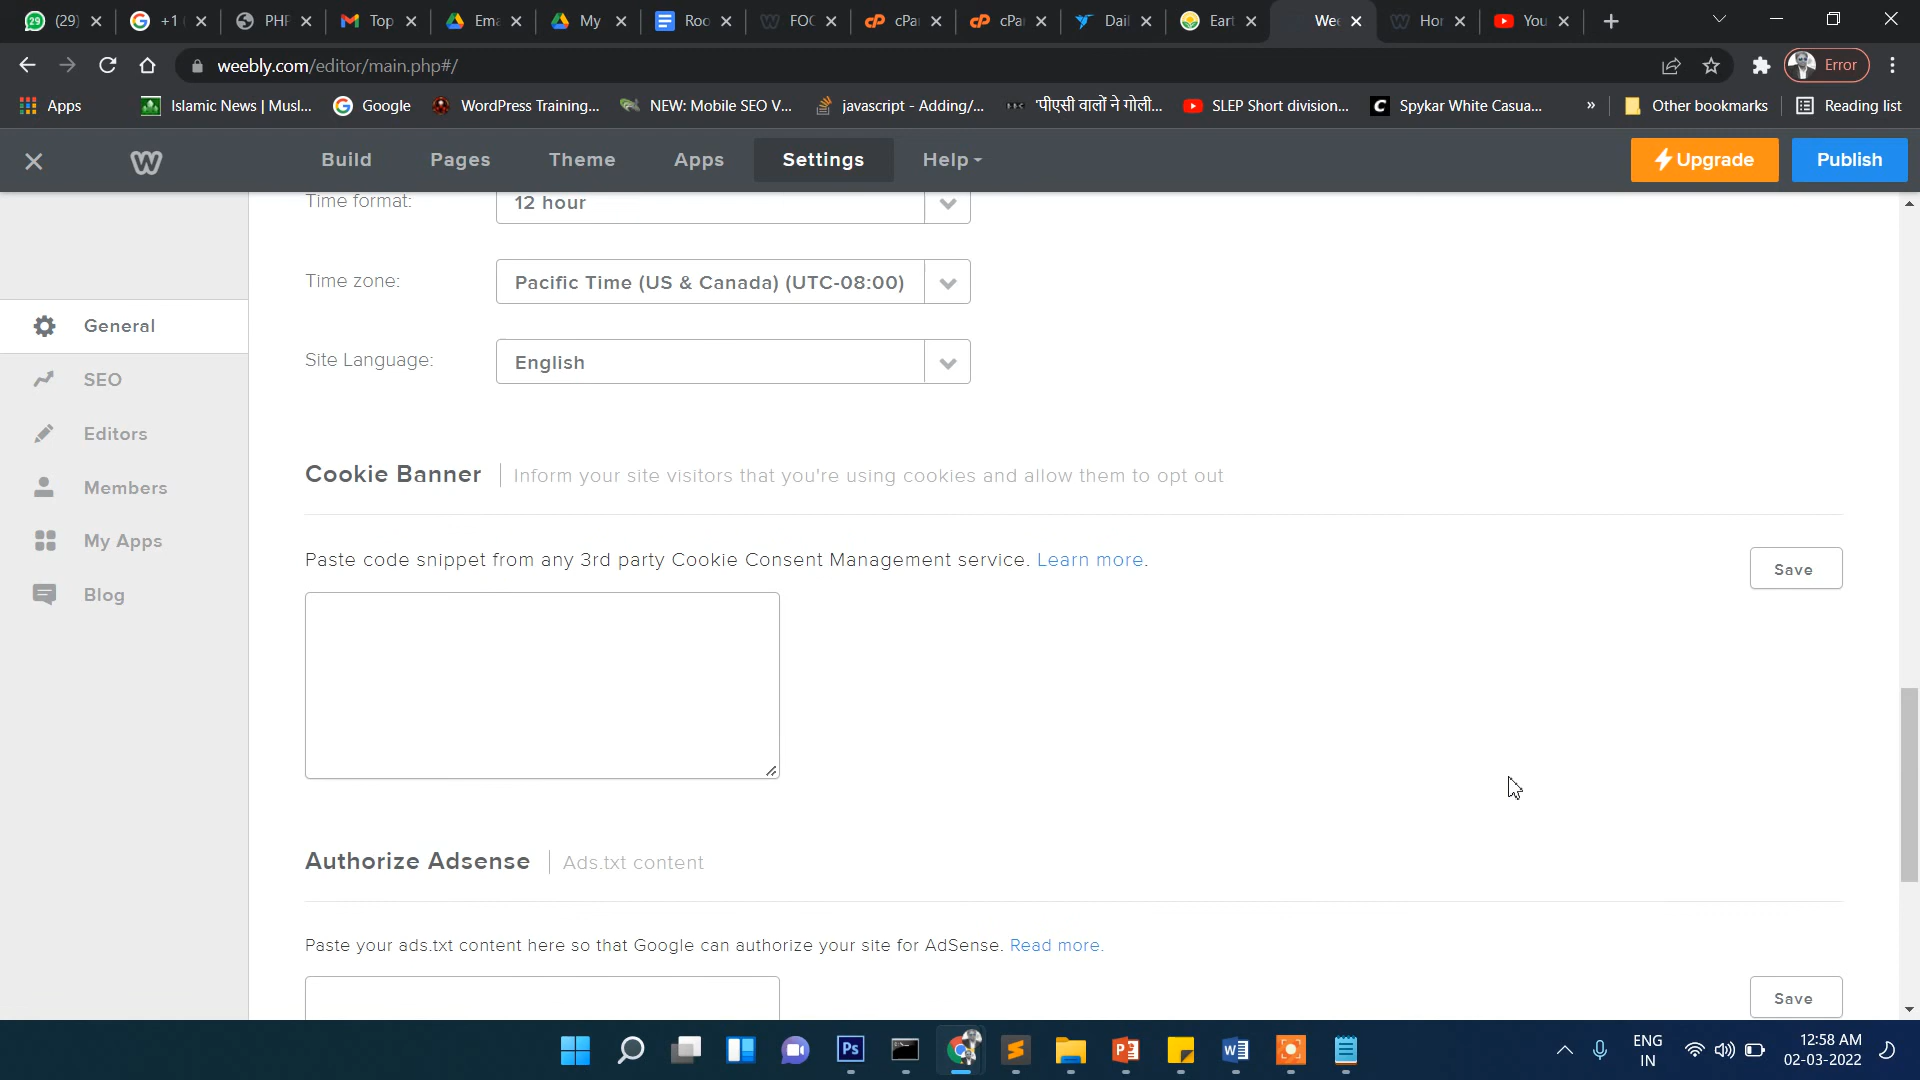 (29)
+1 (
PHP
Top
Ema
My
Roo
FOC
cPa
cPa
Dail
Eart
Wee
Hor
You
weebly.com/editor/main.php#/
Error
Apps
Islamic News | Musl...
Google
WordPress Training...
NEW: Mobile SEO V...
javascript - Adding/...
'पीएसी वालों ने गोली...
SLEP Short division...
Spykar White Casua...
»
Other bookmarks
Reading list
Build
Pages
Theme
Apps
Settings
Help
Upgrade
Publish
Time format:
12 hour
Time zone:
Pacific Time (US & Canada) (UTC-08:00)
General
Site Language:
English
SEO
Editors
Cookie Banner
Inform your site visitors that you're using cookies and allow them to opt out
Members
My Apps
Paste code snippet from any 3rd party Cookie Consent Management service. Learn more.
Save
Blog
Authorize Adsense
Ads.txt content
Paste your ads.txt content here so that Google can authorize your site for AdSense. Read more.
Save
ENG
IN
12:58 AM
02-03-2022